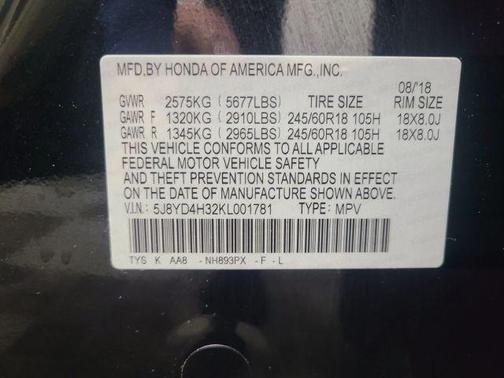 MFD.BY HONDA OF AMERICA MFG.,INC.
08/'18
GVWR 2575KG (5677LBS) TIRE SIZE RIM SIZE
GAWR F 1320KG (2910LBS) 245/60R18 105H 18X8.0J
GAWR R 1345KG (2965LBS) 245/60R18 105H 18X8.0J
THIS VEHICLE CONFORMS TO ALL APPLICABLE
FEDERAL MOTOR VEHICLE SAFETY
AND THEFT PREVENTION STANDARDS IN EFFECT
ON THE DATE OF MANUFACTURE SHOWN ABOVE.
V.I.N.: 5J8YD4H32KL001781 TYPE: MPV
TYS K AA8 -NH893PX -F -L